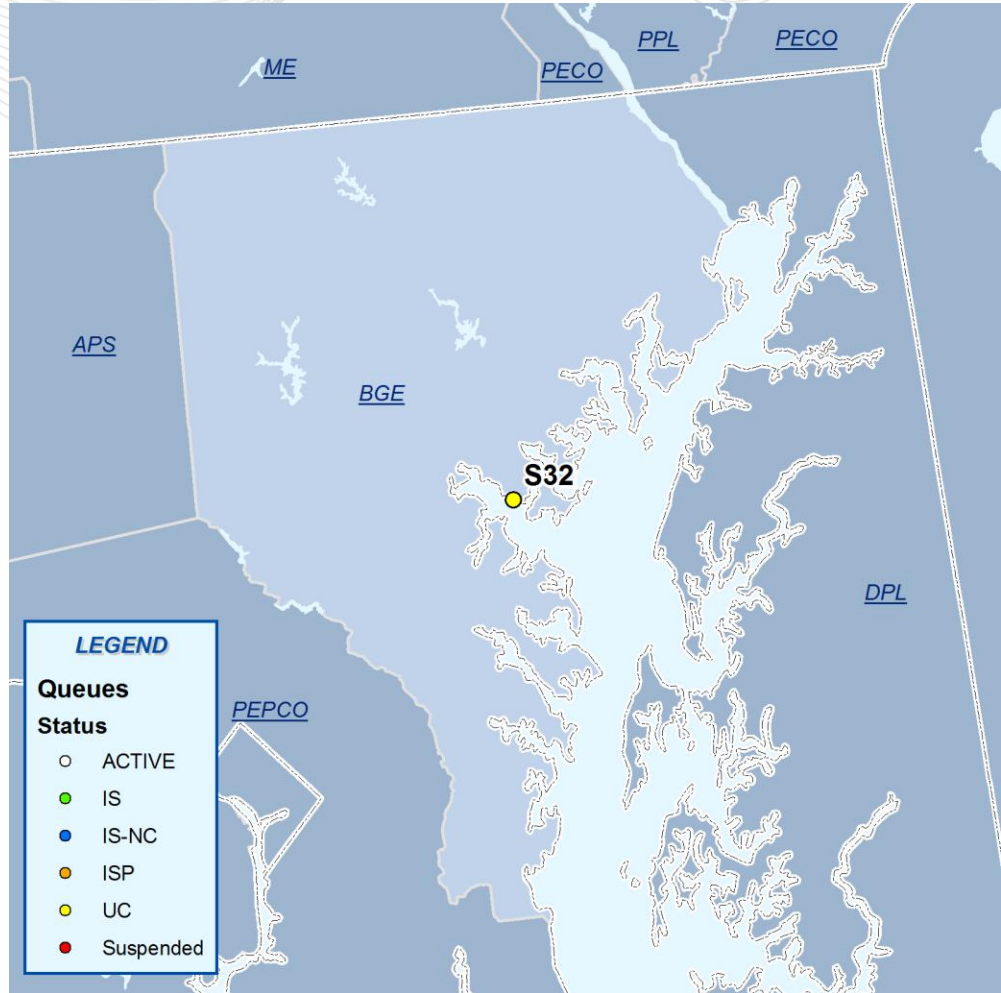 PPL
PECO
ME
PECO
APS
BGE
S32
DPL
PEPCO
LEGEND
Queues
Status
ACTIVE
IS
IS-NC
ISP
UC
Suspended